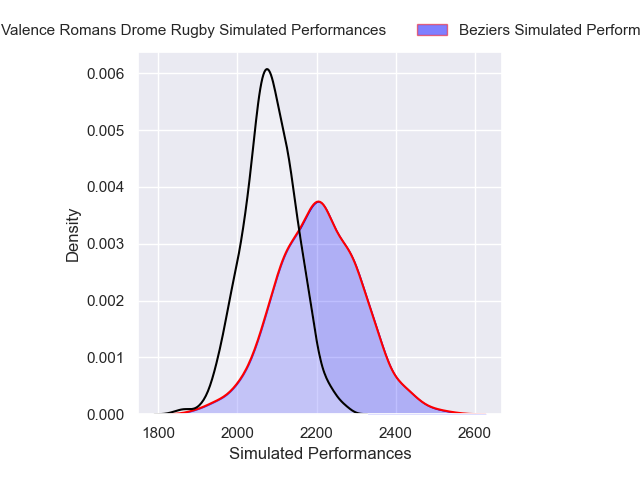 Valence Romans Drome Rugby Simulated Performances
Beziers Simulated Perform
0.006
0.005
0.004
0.003
0.002
0.001
0.000
Density
1800 2000 2200 2400 2600
Simulated Performances